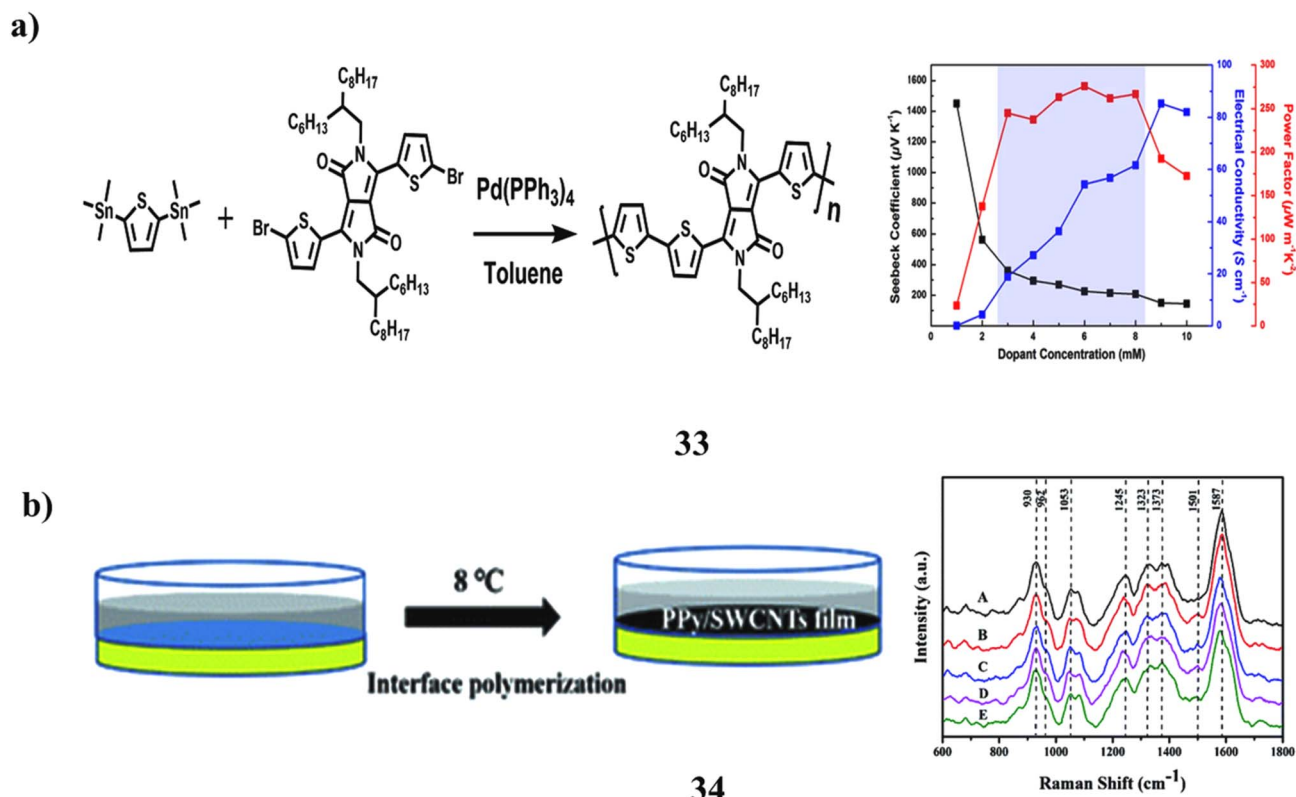 a)
C₈H₁₇
C₆H₁₃
O
N
S
Br
Sn
S
Sn
+
Br
S
N
O
C₆H₁₃
C₈H₁₇
Pd(PPh₃)₄
Toluene
C₈H₁₇
C₆H₁₃
O
N
S
n
S
S
N
O
C₆H₁₃
C₈H₁₇
1600
1400
1200
1000
800
600
400
200
Seebeck Coefficient (µV K⁻¹)
0
2
4
6
8
10
Dopant Concentration (mM)
100
80
60
40
20
0
Electrical Conductivity (S cm⁻¹)
300
250
200
150
100
50
0
Power Factor (µW m⁻¹K⁻²)
33
b)
8 °C
Interface polymerization
PPy/SWCNTs film
930
1053
1245
1323
1373
1501
1587
A
B
C
D
E
Intensity (a.u.)
600
800
1000
1200
1400
1600
1800
Raman Shift (cm⁻¹)
34